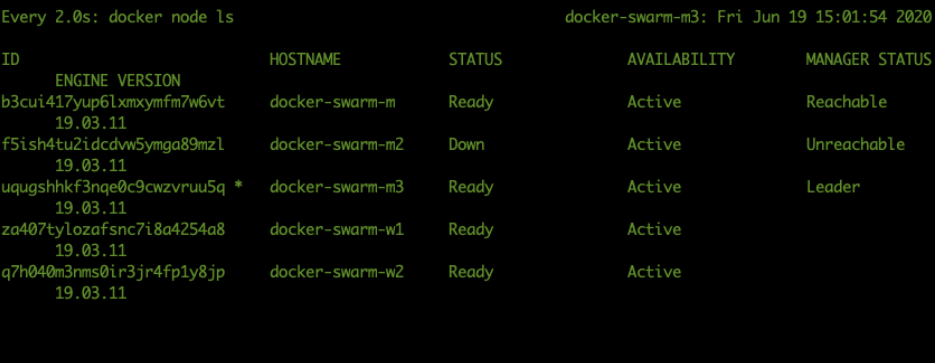 Every 2.0s: docker node ls docker-swarm-m3: Fri Jun 19 15:01:54 2020
ID HOSTNAME STATUS AVAILABILITY MANAGER STATUS
ENGINE VERSION
b3cui417yup6lxmxymfm7w6vt docker-swarm-m Ready Active Reachable
19.03.11
f5ish4tu2idcdvw5ymga89mzl docker-swarm-m2 Down Active Unreachable
19.03.11
uqugshhkf3nqe0c9cwzvruu5q * docker-swarm-m3 Ready Active Leader
19.03.11
za407tylozafsnc7i8a4254a8 docker-swarm-w1 Ready Active
19.03.11
q7h040m3nms0ir3jr4fp1y8jp docker-swarm-w2 Ready Active
19.03.11